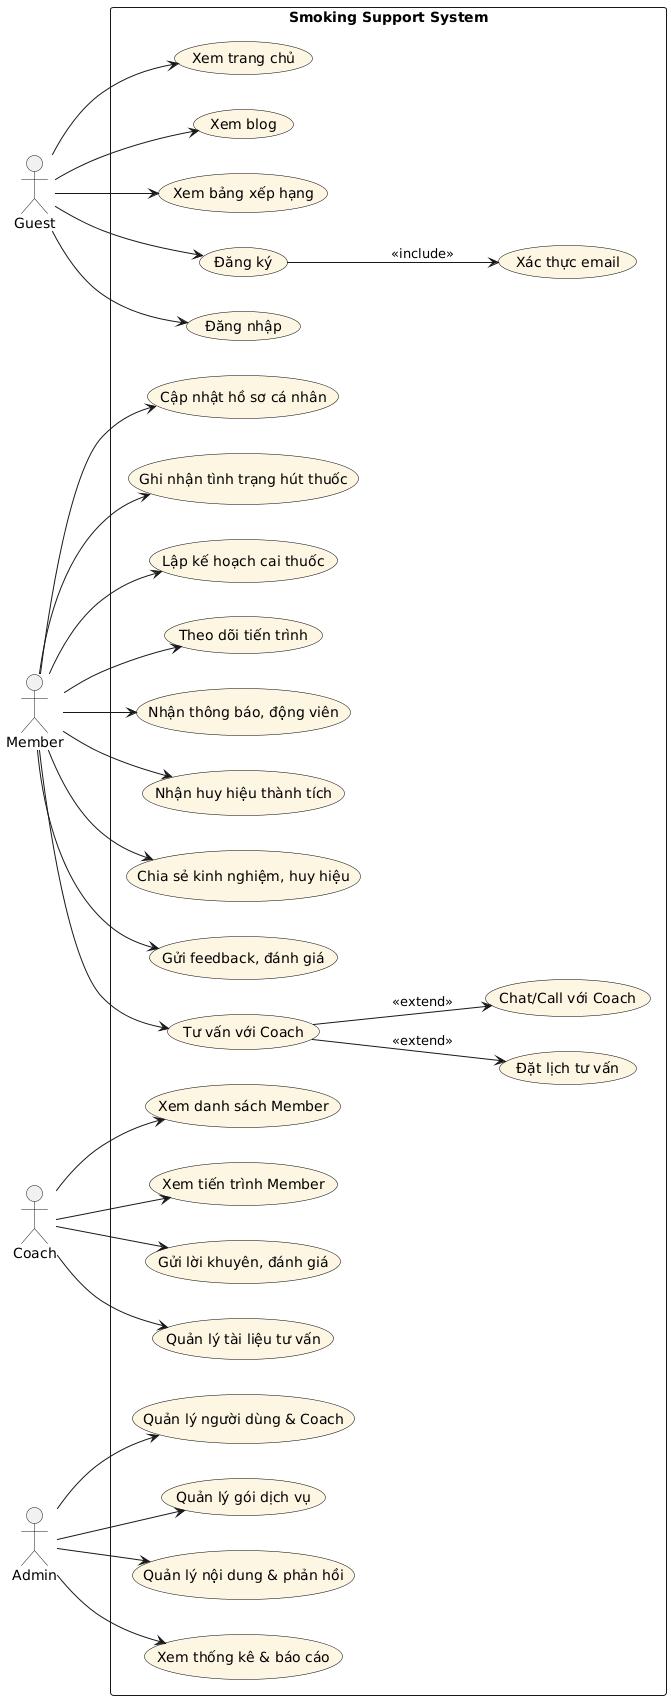 Smoking Support System
Xem trang chủ
Xem blog
Xem bảng xếp hạng
Guest
Đăng ký
«include»
Xác thực email
Đăng nhập
Cập nhật hồ sơ cá nhân
Ghi nhận tình trạng hút thuốc
Lập kế hoạch cai thuốc
Theo dõi tiến trình
Nhận thông báo, động viên
Member
Nhận huy hiệu thành tích
Chia sẻ kinh nghiệm, huy hiệu
Gửi feedback, đánh giá
Tư vấn với Coach
«extend»
Chat/Call với Coach
«extend»
Đặt lịch tư vấn
Xem danh sách Member
Xem tiến trình Member
Coach
Gửi lời khuyên, đánh giá
Quản lý tài liệu tư vấn
Quản lý người dùng & Coach
Quản lý gói dịch vụ
Admin
Quản lý nội dung & phản hồi
Xem thống kê & báo cáo